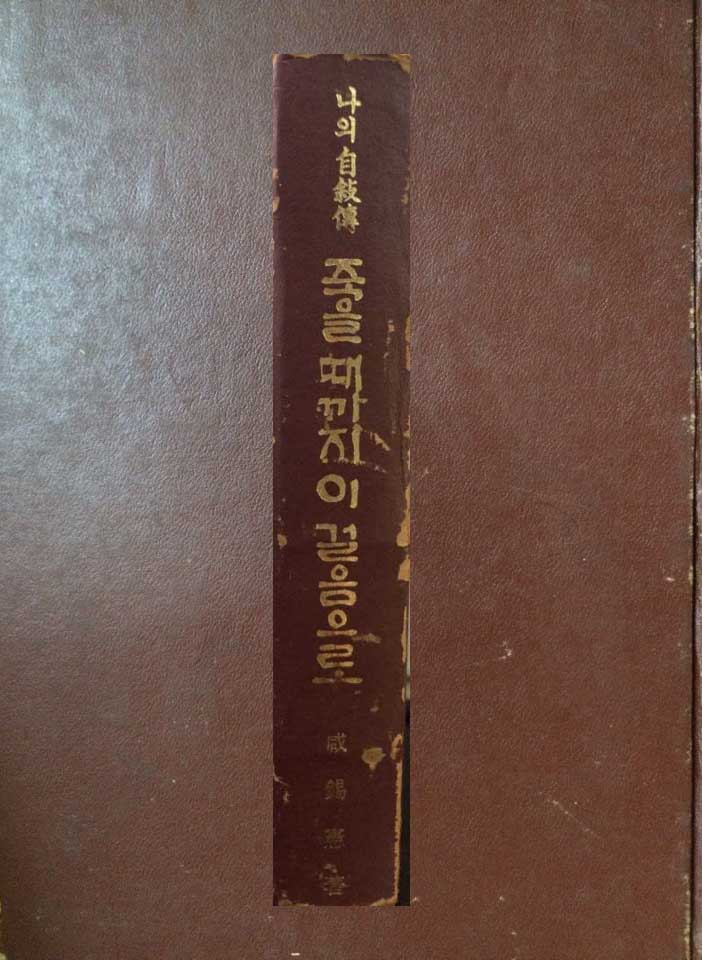 나의 自敍傳
죽을 때까지 이 걸음으로
咸錫憲 著